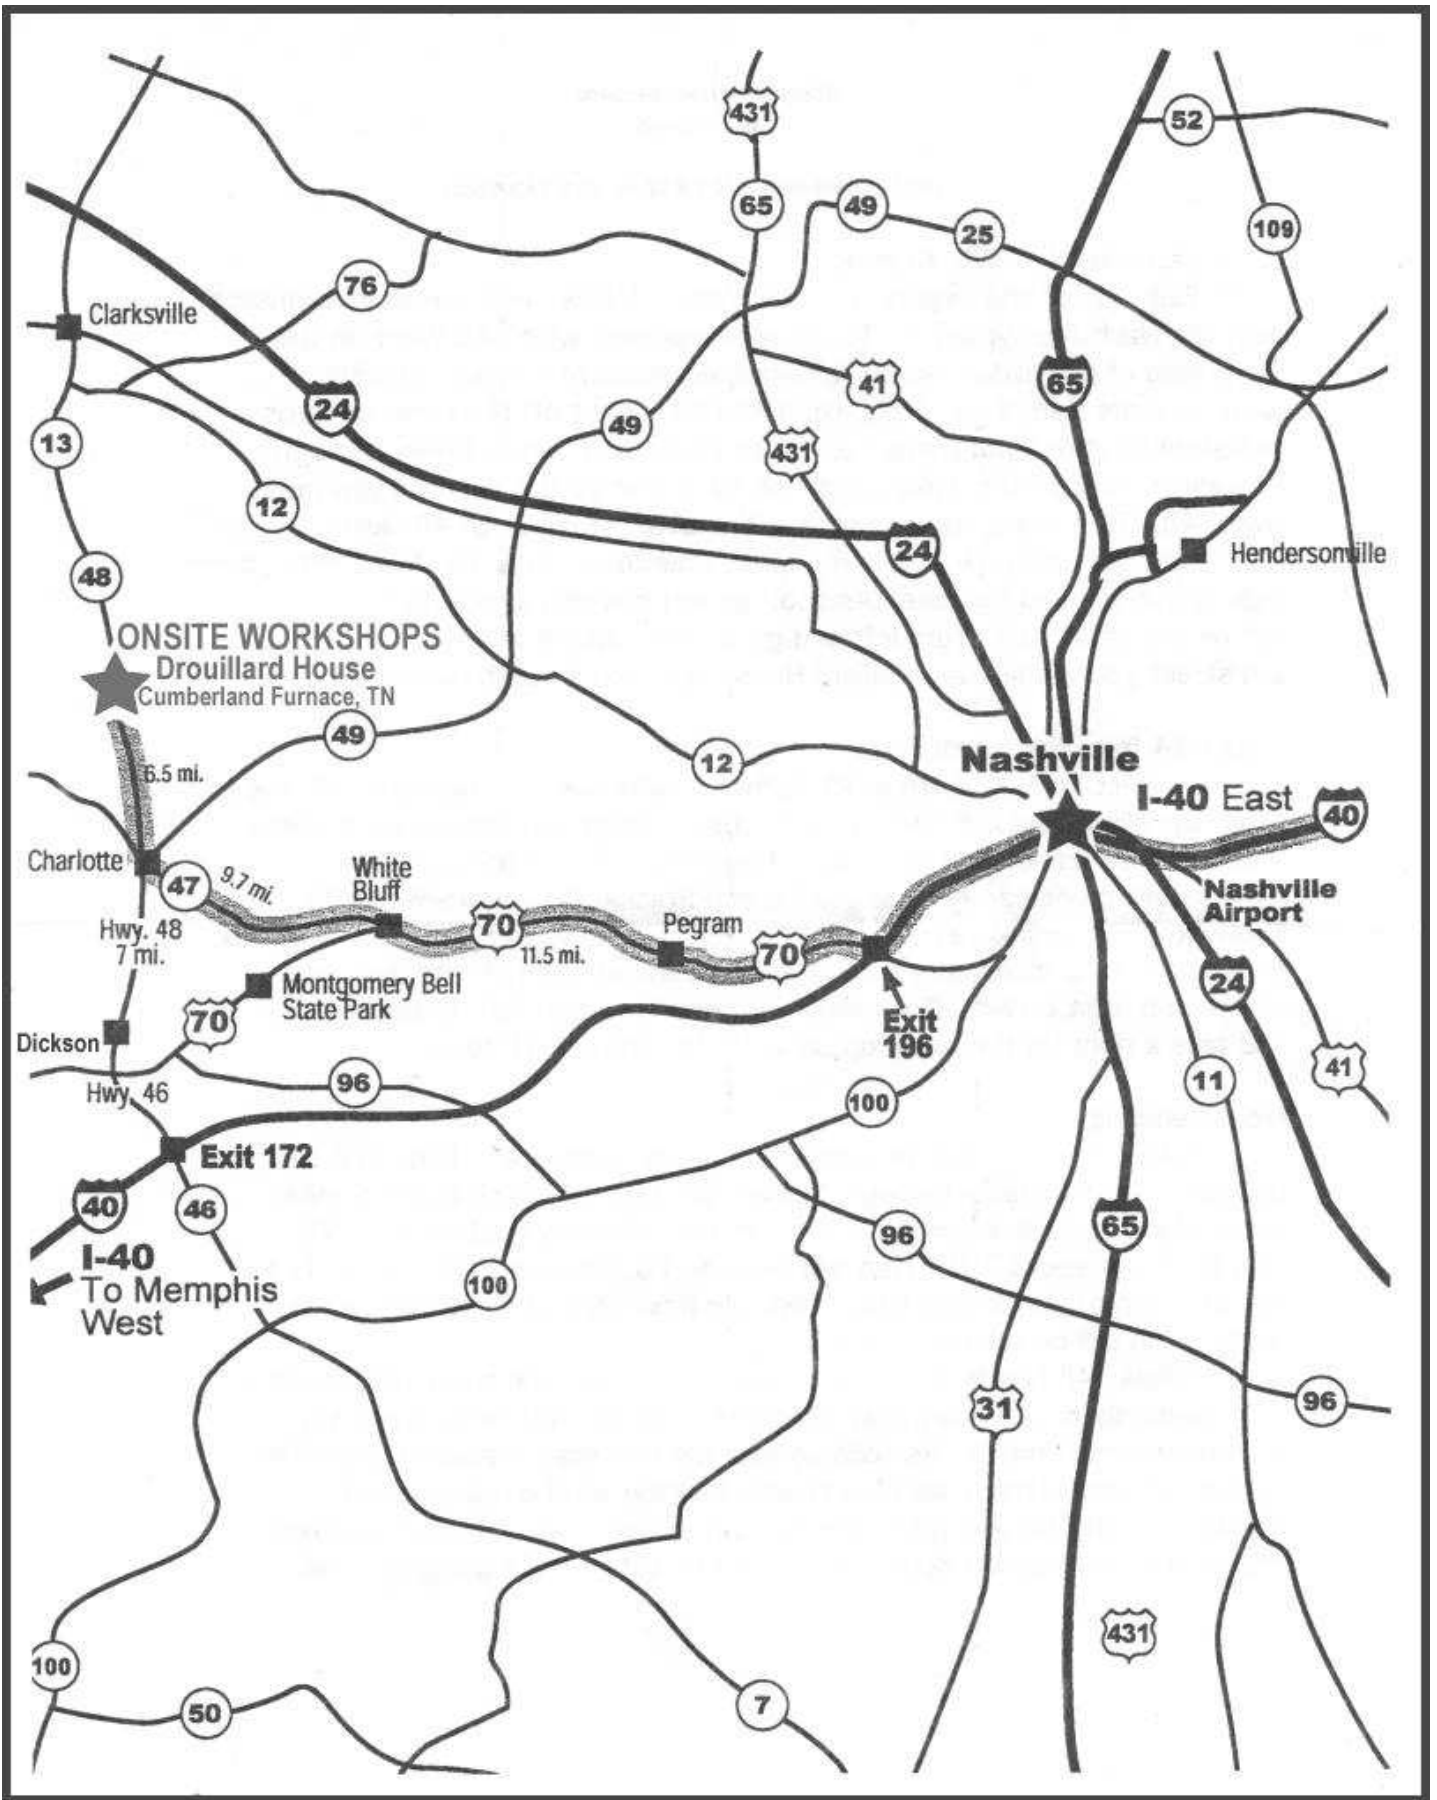 431
52
65
49
25
109
76
Clarksville
24
41
65
13
49
431
12
24
Hendersonville
48
ONSITE WORKSHOPS
Drouillard House
Cumberland Furnace, TN
49
12
Nashville
6.5 mi.
I-40 East
40
Charlotte
47
9.7 mi.
White
Bluff
Nashville
Airport
70
Pegram
Hwy. 48
7 mi.
11.5 mi.
70
Montgomery Bell
State Park
24
70
Exit
196
Dickson
41
Hwy. 46
96
100
11
Exit 172
40
46
65
96
I-40
To Memphis
West
100
31
96
431
100
50
7